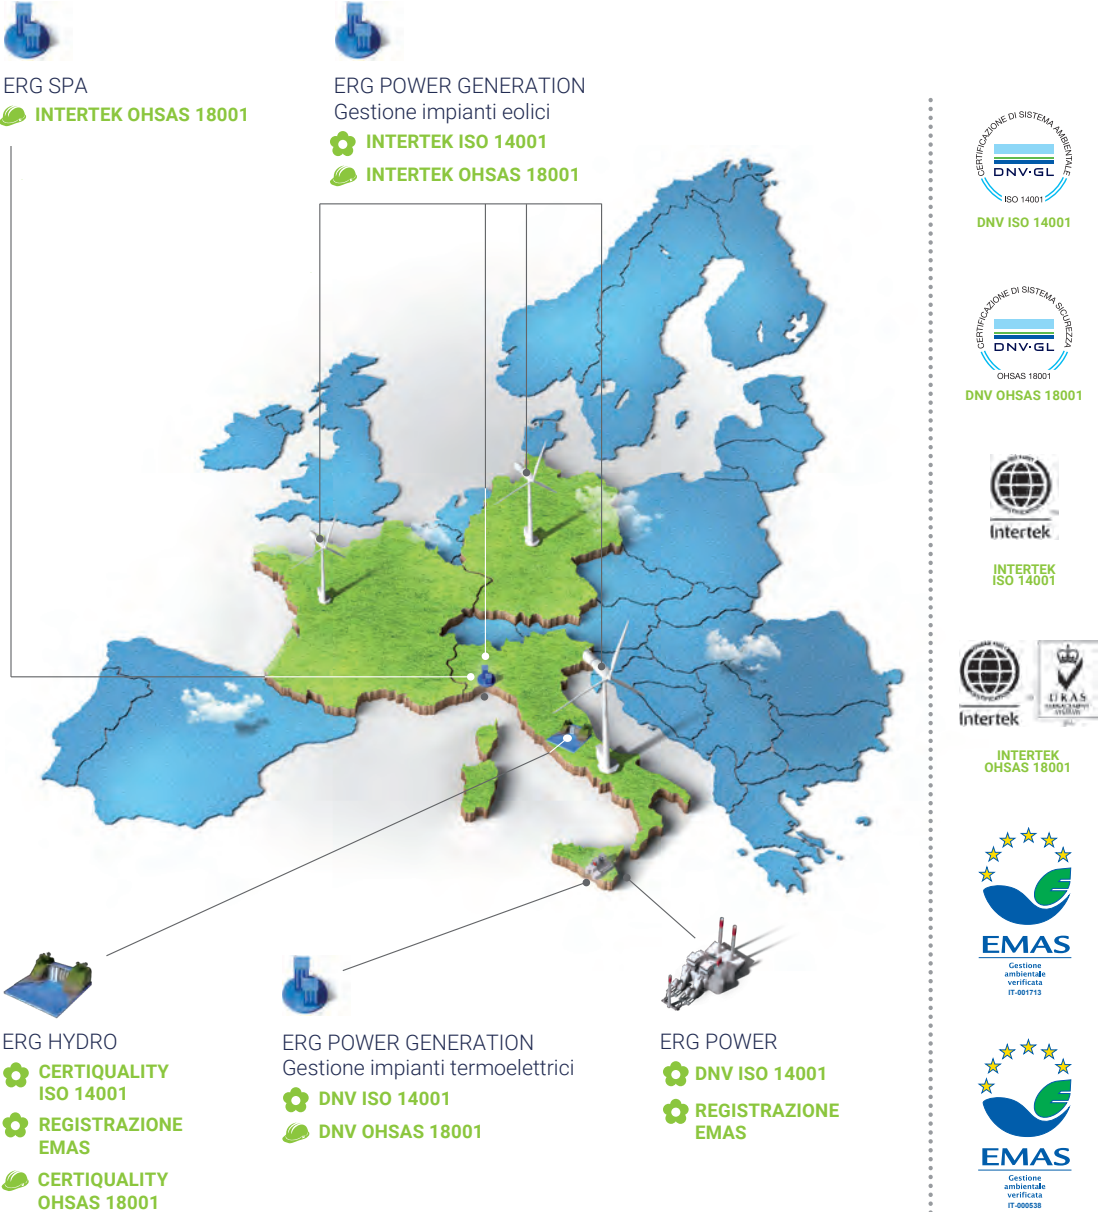 ERG SPA
INTERTEK OHSAS 18001
ERG POWER GENERATION
Gestione impianti eolici
INTERTEK ISO 14001
INTERTEK OHSAS 18001
ERG HYDRO
CERTIQUALITY
ISO 14001
REGISTRAZIONE
EMAS
CERTIQUALITY
OHSAS 18001
ERG POWER GENERATION
Gestione impianti termoelettrici
DNV ISO 14001
DNV OHSAS 18001
ERG POWER
DNV ISO 14001
REGISTRAZIONE
EMAS
CERTIFICAZIONE DI SISTEMA AMBIENTALE
DNV·GL
ISO 14001
DNV ISO 14001
CERTIFICAZIONE DI SISTEMA SICUREZZA
DNV·GL
OHSAS 18001
DNV OHSAS 18001
Intertek
INTERTEK
ISO 14001
Intertek
UKAS
INTERTEK
OHSAS 18001
EMAS
Gestione
ambientale
verificata
IT-001713
EMAS
Gestione
ambientale
verificata
IT-000538